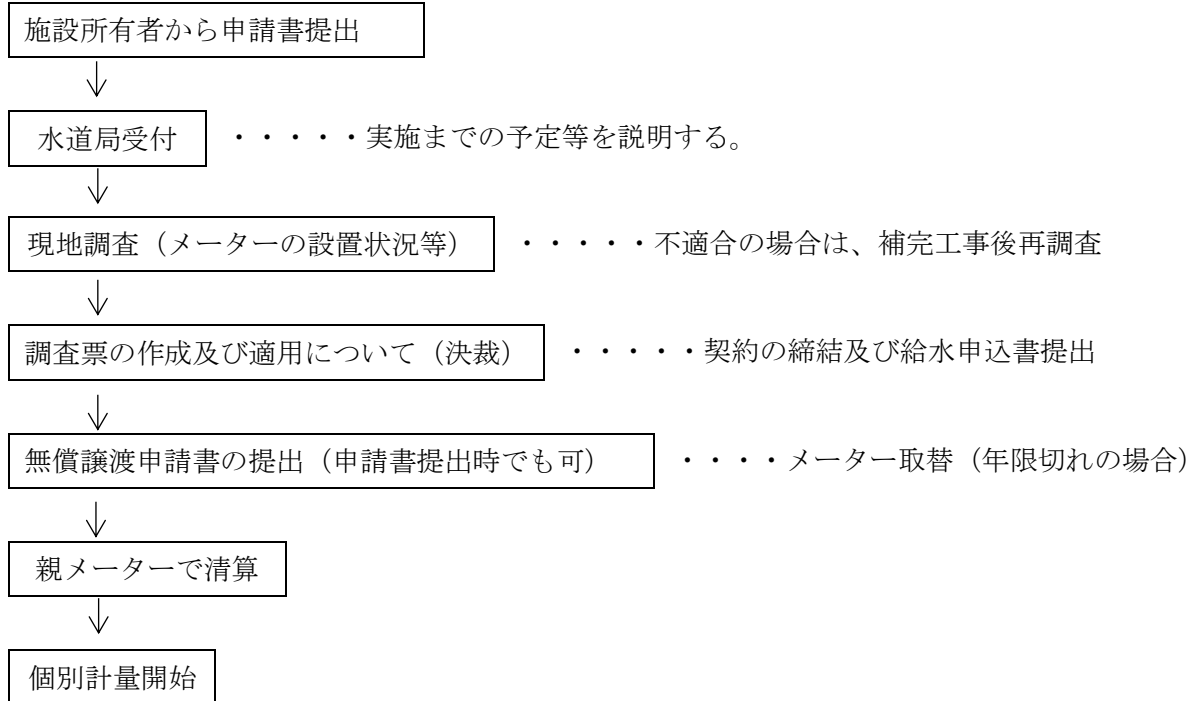 施設所有者から申請書提出
水道局受付 ・・・・・実施までの予定等を説明する。
現地調査（メーターの設置状況等） ・・・・・不適合の場合は、補完工事後再調査
調査票の作成及び適用について（決裁） ・・・・・契約の締結及び給水申込書提出
無償譲渡申請書の提出（申請書提出時でも可） ・・・・メーター取替（年限切れの場合）
親メーターで清算
個別計量開始